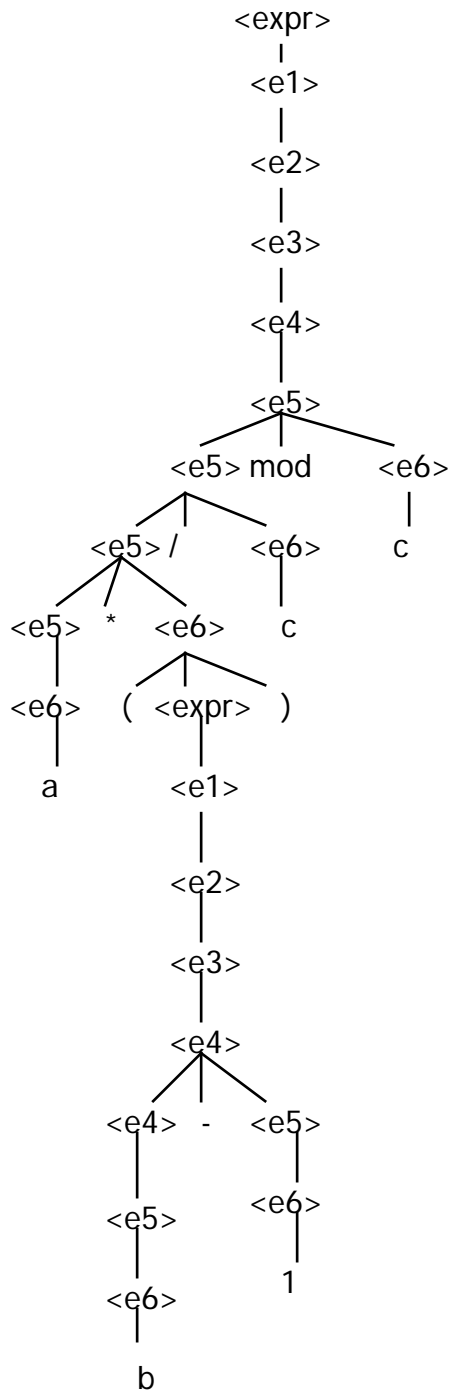 <expr>
<e1>
<e2>
<e3>
<e4>
<e5>
<e5> mod <e6>
<e5> / <e6> c
<e5> * <e6> c
<e6> ( <expr> )
a <e1>
<e2>
<e3>
<e4>
<e4> - <e5>
<e6>
<e5>
1
<e6>
b